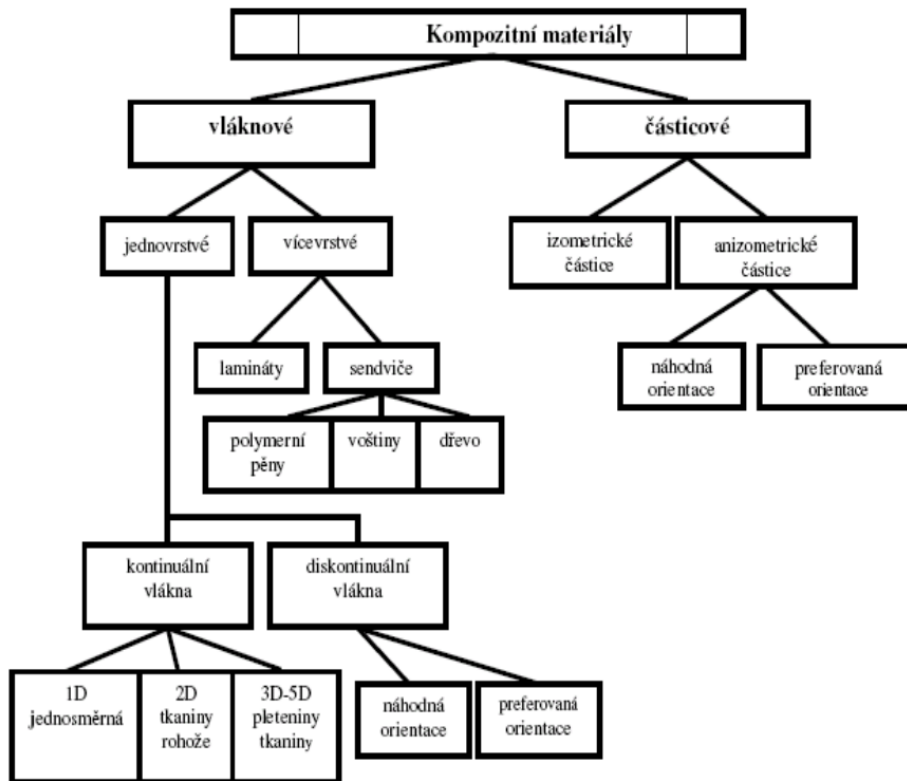 Kompozitní materiály
vláknové
částicové
jednovrstvé
vícevrstvé
izometrické
částice
anizometrické
částice
lamináty
sendviče
náhodná
orientace
preferovaná
orientace
polymerní
pěny
voštiny
dřevo
kontinuální
vlákna
diskontinuální
vlákna
1D
jednosměrná
2D
tkaniny
rohože
3D-5D
pleteniny
tkaniny
náhodná
orientace
preferovaná
orientace